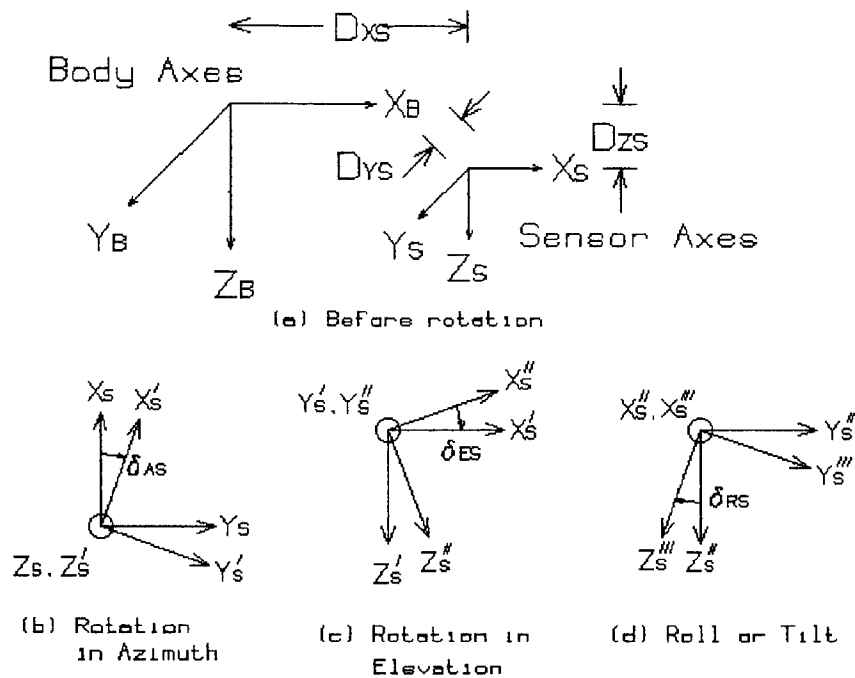 DXS
Body Axes
XB
DYS
DZS
XS
YB
ZB
YS
ZS
Sensor Axes
(a) Before rotation
XS X′S
δAS
YS
Y′S
ZS, Z′S
(b) Rotation
in Azimuth
Y′S, Y″S
X″S
X′S
δES
Z′S Z″S
(c) Rotation in
Elevation
X″S, X‴S
Y″S
Y‴S
δRS
Z‴S Z″S
(d) Roll or Tilt